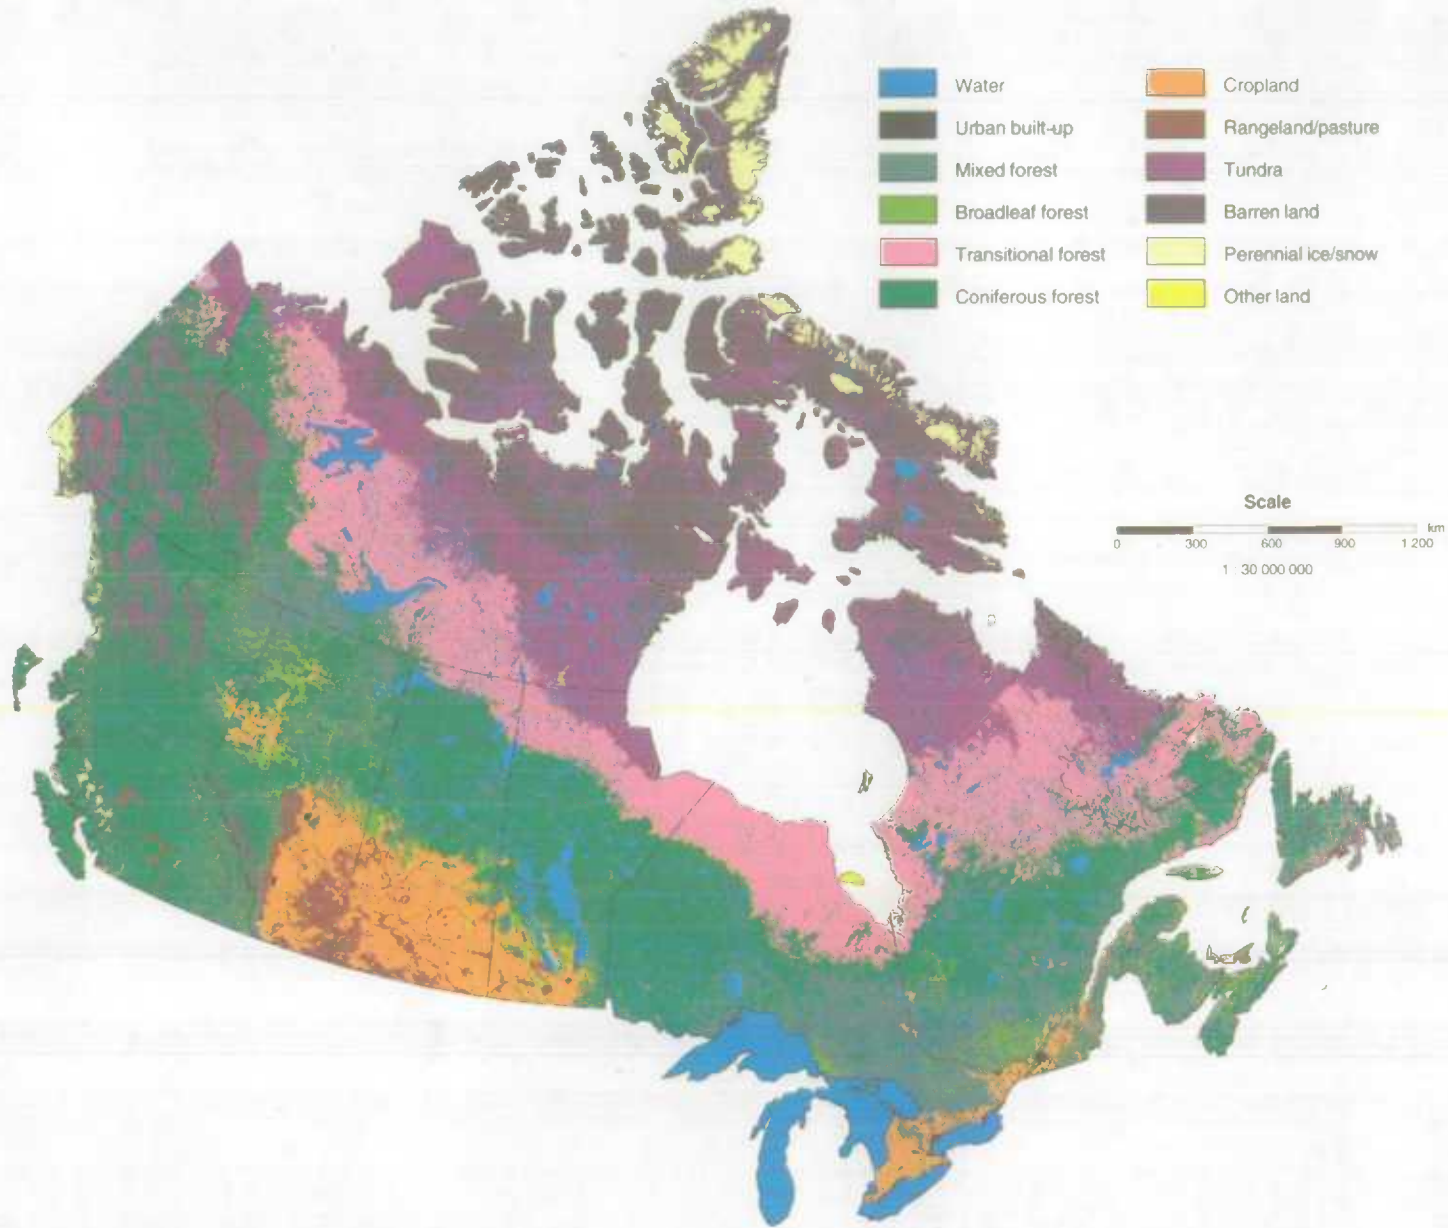 Water
Urban built-up
Mixed forest
Broadleaf forest
Transitional forest
Coniferous forest
Cropland
Rangeland/pasture
Tundra
Barren land
Perennial ice/snow
Other land
Scale
km
0 300 600 900 1 200
1 : 30 000 000